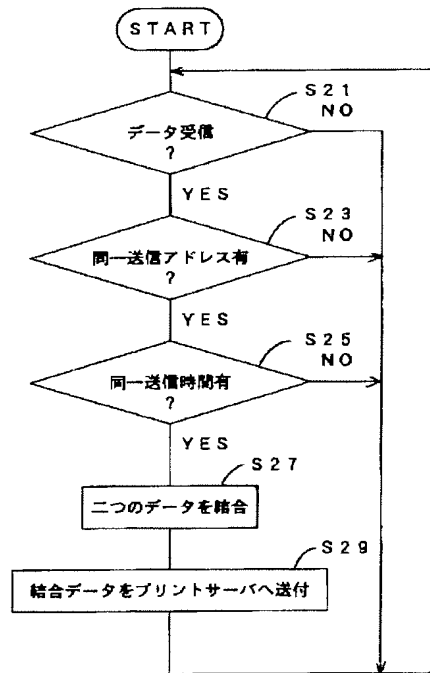 START
S21
NO
データ受信
?
YES
S23
NO
同一送信アドレス有
?
YES
S25
NO
同一送信時間有
?
YES
S27
二つのデータを結合
S29
結合データをプリントサーバへ送付